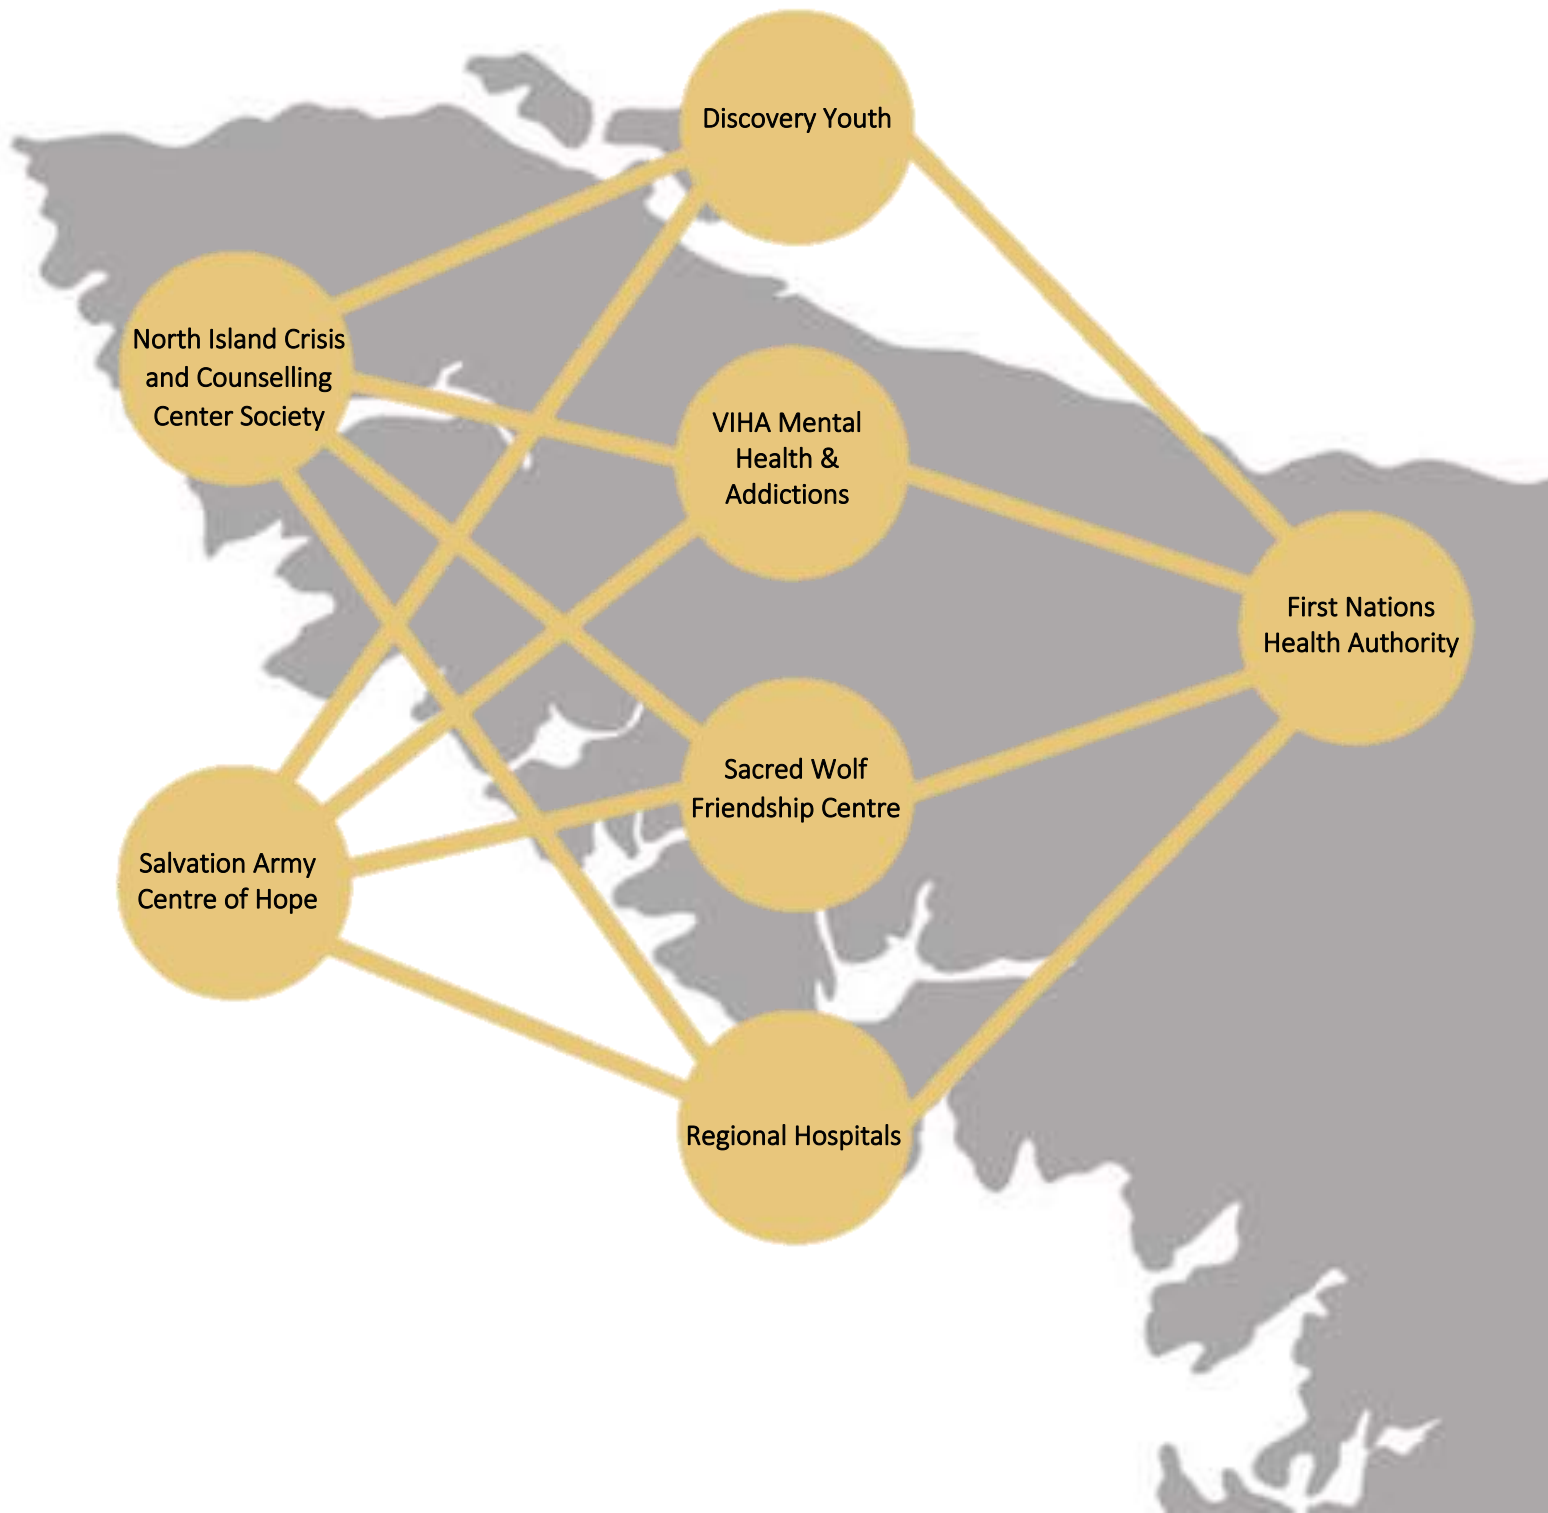 Discovery Youth
North Island Crisis
and Counselling
Center Society
VIHA Mental
Health &
Addictions
First Nations
Health Authority
Sacred Wolf
Friendship Centre
Salvation Army
Centre of Hope
Regional Hospitals